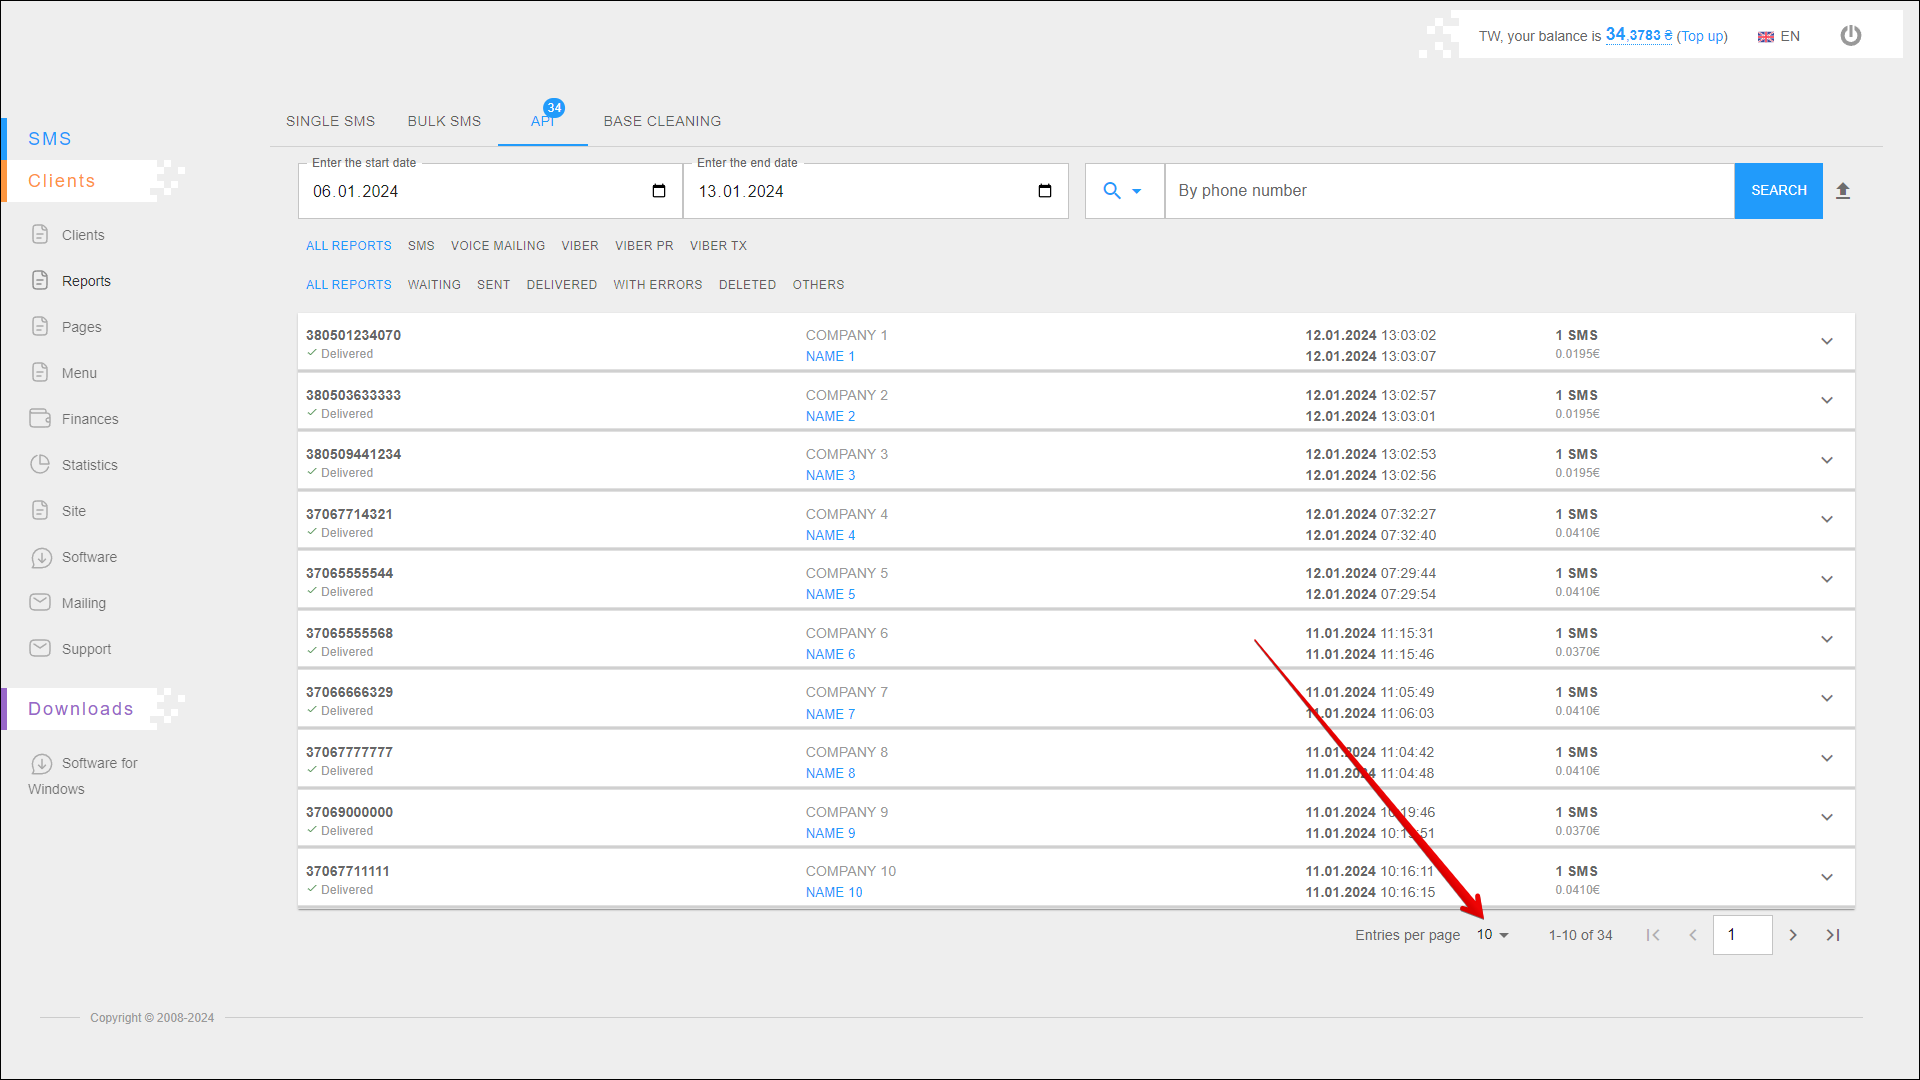 TW, your balance is 34,3783 ₴ (Top up) EN
SINGLE SMS BULK SMS API 34 BASE CLEANING
SMS
Clients
Clients
Reports
Pages
Menu
Finances
Statistics
Site
Software
Mailing
Support
Downloads
Software for
Windows
Enter the start date Enter the end date
06.01.2024 13.01.2024 By phone number SEARCH
ALL REPORTS SMS VOICE MAILING VIBER VIBER PR VIBER TX
ALL REPORTS WAITING SENT DELIVERED WITH ERRORS DELETED OTHERS
380501234070 COMPANY 1 12.01.2024 13:03:02 1 SMS
Delivered NAME 1 12.01.2024 13:03:07 0.0195€
380503633333 COMPANY 2 12.01.2024 13:02:57 1 SMS
Delivered NAME 2 12.01.2024 13:03:01 0.0195€
380509441234 COMPANY 3 12.01.2024 13:02:53 1 SMS
Delivered NAME 3 12.01.2024 13:02:56 0.0195€
37067714321 COMPANY 4 12.01.2024 07:32:27 1 SMS
Delivered NAME 4 12.01.2024 07:32:40 0.0410€
37065555544 COMPANY 5 12.01.2024 07:29:44 1 SMS
Delivered NAME 5 12.01.2024 07:29:54 0.0410€
37065555568 COMPANY 6 11.01.2024 11:15:31 1 SMS
Delivered NAME 6 11.01.2024 11:15:46 0.0370€
37066666329 COMPANY 7 11.01.2024 11:05:49 1 SMS
Delivered NAME 7 11.01.2024 11:06:03 0.0410€
37067777777 COMPANY 8 11.01.2024 11:04:42 1 SMS
Delivered NAME 8 11.01.2024 11:04:48 0.0410€
37069000000 COMPANY 9 11.01.2024 10:19:46 1 SMS
Delivered NAME 9 11.01.2024 10:19:51 0.0370€
37067711111 COMPANY 10 11.01.2024 10:16:11 1 SMS
Delivered NAME 10 11.01.2024 10:16:15 0.0410€
Entries per page 10 1-10 of 34 1
Copyright © 2008-2024